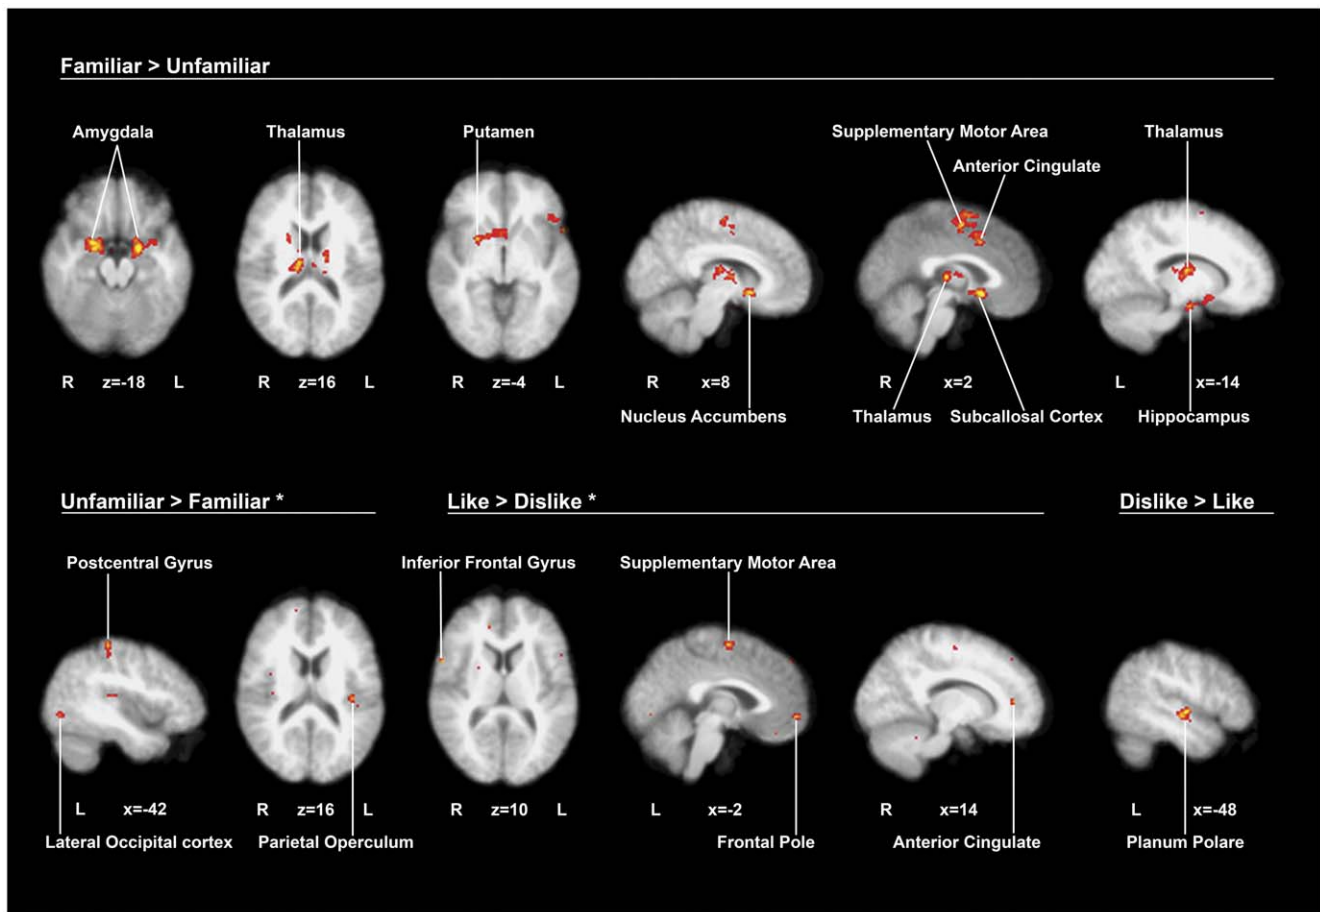 Familiar > Unfamiliar
Amygdala Thalamus Putamen Supplementary Motor Area Thalamus
Anterior Cingulate
R z=-18 L R z=16 L R z=-4 L R x=8 R x=2 L x=-14
Nucleus Accumbens Thalamus Subcallosal Cortex Hippocampus
Unfamiliar > Familiar * Like > Dislike * Dislike > Like
Postcentral Gyrus Inferior Frontal Gyrus Supplementary Motor Area
L x=-42 R z=16 L R z=10 L L x=-2 R x=14 L x=-48
Lateral Occipital cortex Parietal Operculum Frontal Pole Anterior Cingulate Planum Polare